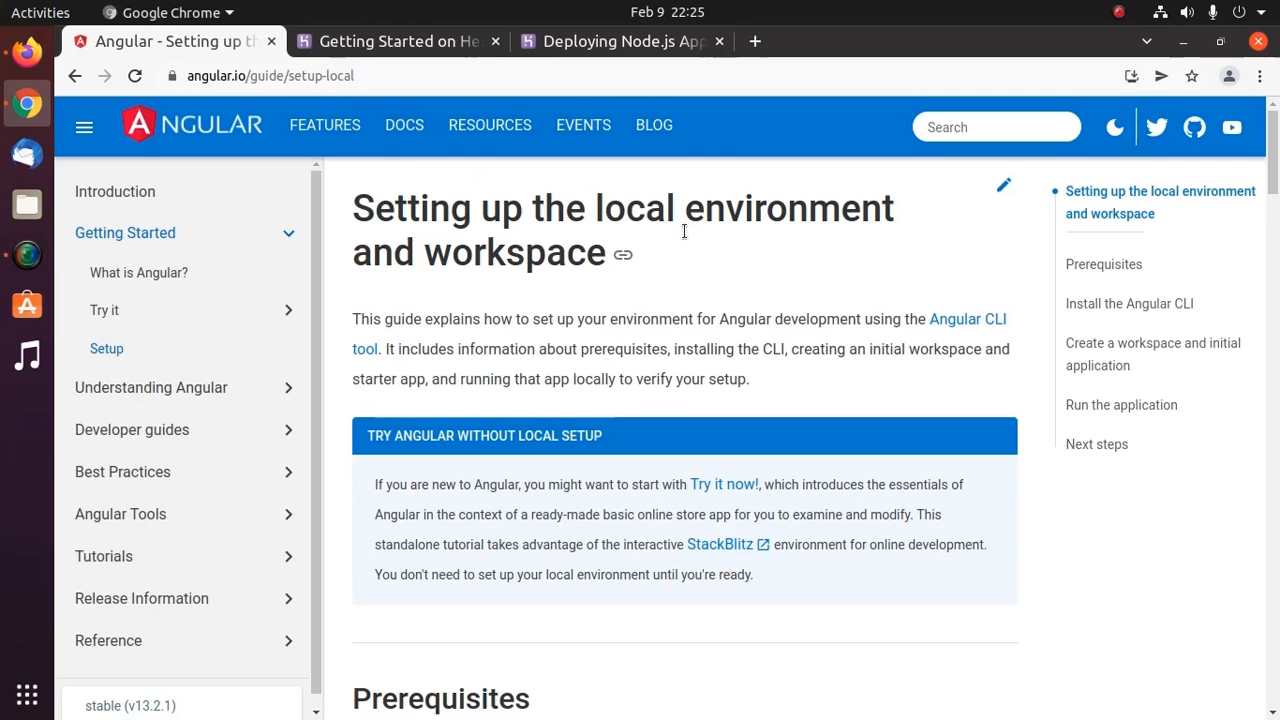 Activities
Google Chrome
Feb 9 22:25
Angular - Setting up th
Getting Started on He
Deploying Node.js App
angular.io/guide/setup-local
ANGULAR
FEATURES
DOCS
RESOURCES
EVENTS
BLOG
Search
Introduction
Getting Started
What is Angular?
Try it
Setup
Understanding Angular
Developer guides
Best Practices
Angular Tools
Tutorials
Release Information
Reference
stable (v13.2.1)
Setting up the local environment
and workspace
This guide explains how to set up your environment for Angular development using the Angular CLI
tool. It includes information about prerequisites, installing the CLI, creating an initial workspace and
starter app, and running that app locally to verify your setup.
TRY ANGULAR WITHOUT LOCAL SETUP
If you are new to Angular, you might want to start with Try it now!, which introduces the essentials of
Angular in the context of a ready-made basic online store app for you to examine and modify. This
standalone tutorial takes advantage of the interactive StackBlitz environment for online development.
You don't need to set up your local environment until you're ready.
Prerequisites
Setting up the local environment
and workspace
Prerequisites
Install the Angular CLI
Create a workspace and initial
application
Run the application
Next steps